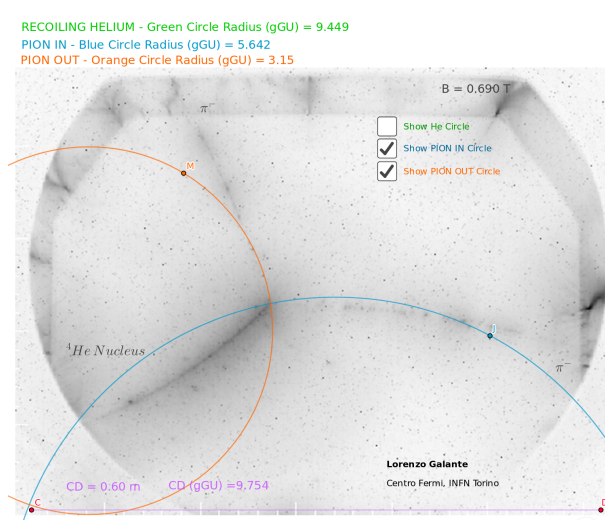 RECOILING HELIUM - Green Circle Radius (gGU) = 9.449
PION IN - Blue Circle Radius (gGU) = 5.642
PION OUT - Orange Circle Radius (gGU) = 3.15
B = 0.690 T
π⁻
Show He Circle
Show PION IN Circle
Show PION OUT Circle
M
J
⁴He Nucleus
π⁻
Lorenzo Galante
Centro Fermi, INFN Torino
CD = 0.60 m CD (gGU) =9,754
C
D